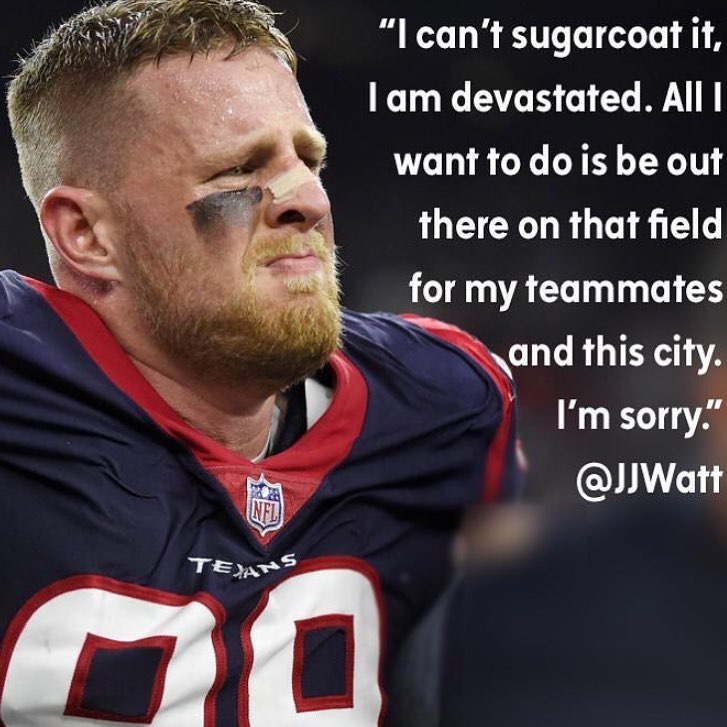 “I can’t sugarcoat it,
I am devastated. All I
want to do is be out
there on that field
for my teammates
and this city.
I’m sorry.”
@JJWatt
NFL
TEXANS
99